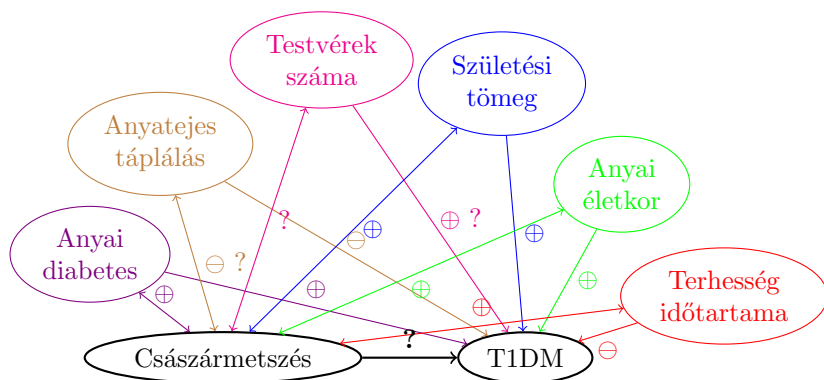 Testvérek
száma
Születési
tömeg
Anyatejes
táplálás
Anyai
életkor
Anyai
diabetes
Terhesség
időtartama
? ⊕ ⊖ ⊕ ? ⊕
⊖ ?
⊕ ⊕ ⊕ ⊕
⊕
? ⊖
Császármetszés
T1DM